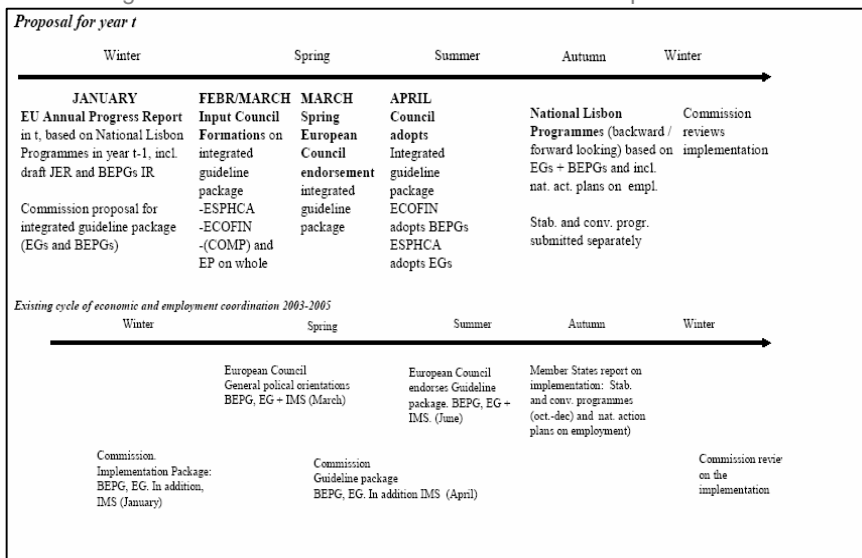 Proposal for year t
Winter Spring Summer Autumn Winter
JANUARY
EU Annual Progress Report
in t, based on National Lisbon
Programmes in year t-1, incl.
draft JER and BEPGs IR
Commission proposal for
integrated guideline package
(EGs and BEPGs)
FEBR/MARCH
Input Council
Formations on
integrated
guideline
package
-ESPHCA
-ECOFIN
-(COMP) and
EP on whole
MARCH
Spring
European
Council
endorsement
integrated
guideline
package
APRIL
Council
adopts
Integrated
guideline
package
ECOFIN
adopts BEPGs
ESPHCA
adopts EGs
National Lisbon
Programmes (backward /
forward looking) based on
EGs + BEPGs and incl.
nat. act. plans on empl.
Stab. and conv. progr.
submitted separately
Commission
reviews
implementation
Existing cycle of economic and employment coordination 2003-2005
Winter Spring Summer Autumn Winter
European Council
General polical orientations
BEPG, EG + IMS (March)
European Council
endorses Guideline
package. BEPG, EG +
IMS. (June)
Member States report on
implementation: Stab.
and conv. programmes
(oct.-dec) and nat. action
plans on employment)
Commission.
Implementation Package:
BEPG, EG. In addition,
IMS (January)
Commission
Guideline package
BEPG, EG. In addition IMS (April)
Commission review
on the
implementation